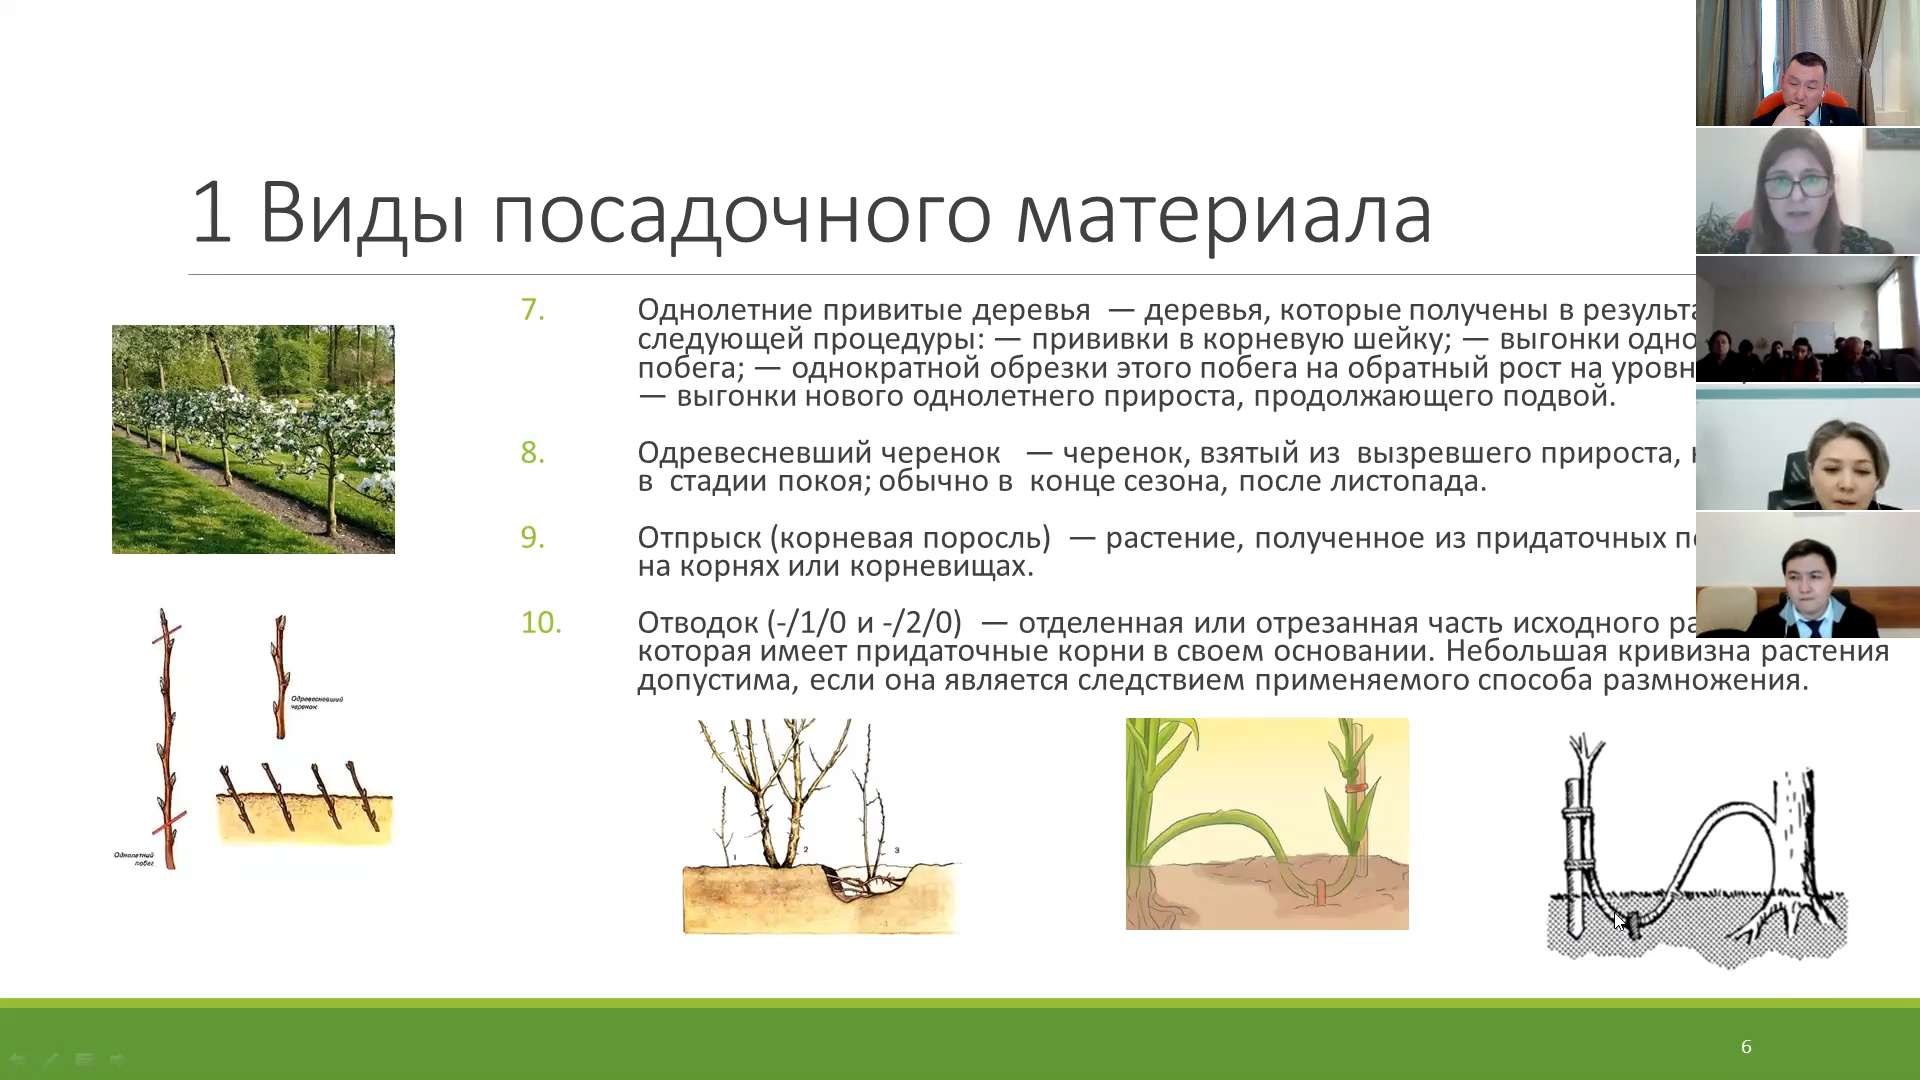 1 Виды посадочного материала
7. Однолетние привитые деревья — деревья, которые получены в
следующей процедуры: — прививки в корневую шейку; — выгонки
побега; — однократной обрезки этого побега на обратный рост на
— выгонки нового однолетнего прироста, продолжающего подвой.
8. Одревесневший черенок — черенок, взятый из вызревшего прироста,
в стадии покоя; обычно в конце сезона, после листопада.
9. Отпрыск (корневая поросль) — растение, полученное из придаточных
на корнях или корневищах.
10. Отводок (-/1/0 и -/2/0) — отделенная или отрезанная часть исходного
которая имеет придаточные корни в своем основании. Небольшая кривизна растения
допустима, если она является следствием применяемого способа размножения.
Одревесневший
черенок
Однолетний
побег
1 2 3
6